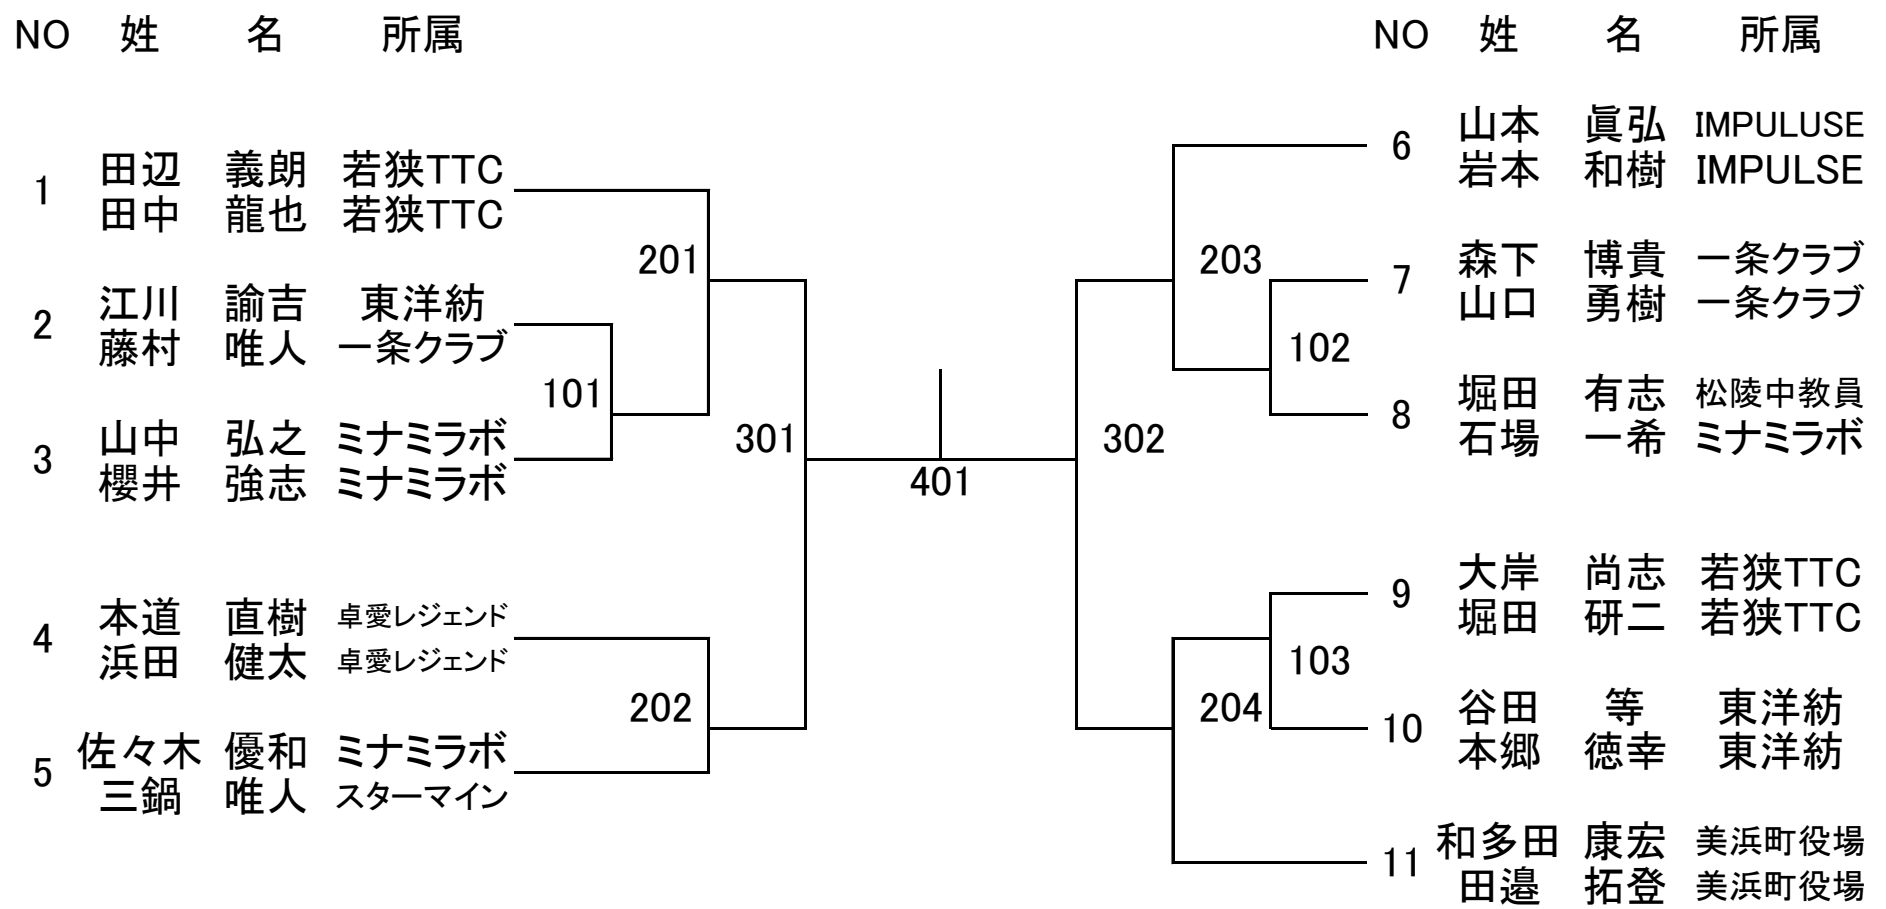 NO 姓 名 所属
1
田辺 義朗 若狭TTC
田中 龍也 若狭TTC
2
江川 諭吉 東洋紡
藤村 唯人 一条クラブ
3
山中 弘之 ミナミラボ
櫻井 強志 ミナミラボ
4
本道 直樹 卓愛レジェンド
浜田 健太 卓愛レジェンド
5
佐々木 優和 ミナミラボ
三鍋 唯人 スターマイン
201
101
301
202
401
302
203
102
103
204
NO 姓 名 所属
6
山本 眞弘 IMPULUSE
岩本 和樹 IMPULSE
7
森下 博貴 一条クラブ
山口 勇樹 一条クラブ
8
堀田 有志 松陵中教員
石場 一希 ミナミラボ
9
大岸 尚志 若狭TTC
堀田 研二 若狭TTC
10
谷田 等 東洋紡
本郷 徳幸 東洋紡
11
和多田 康宏 美浜町役場
田邉 拓登 美浜町役場